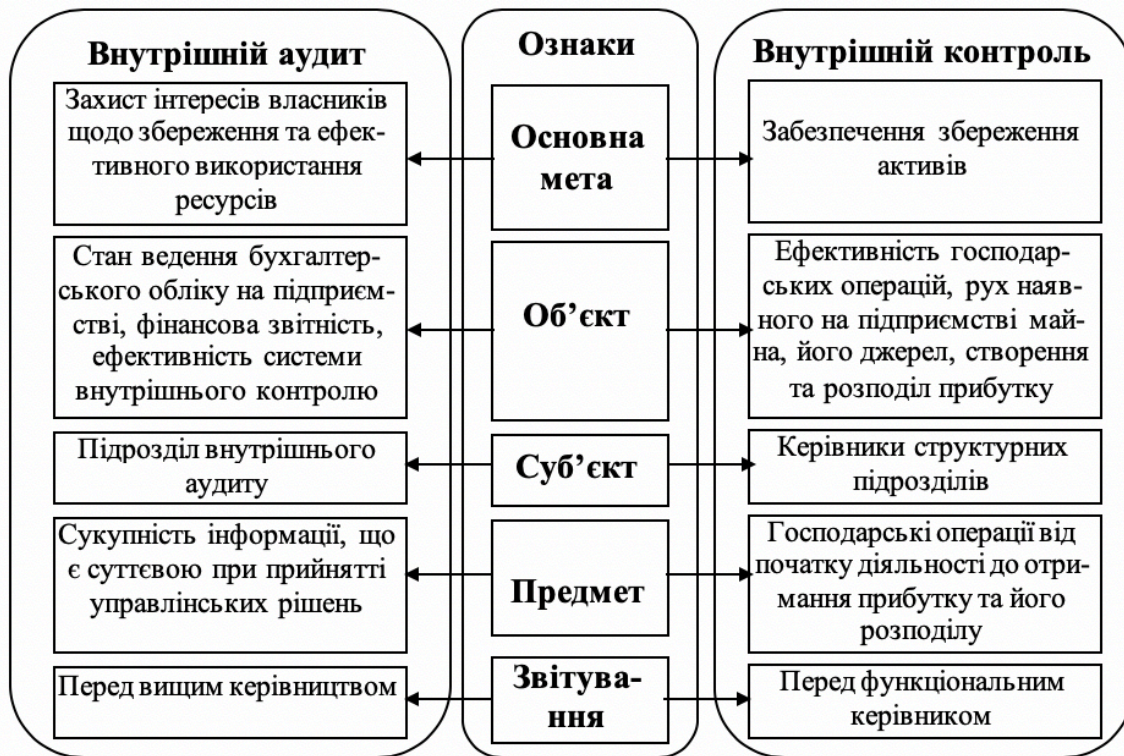 Внутрішній аудит
Захист інтересів власників
щодо збереження та ефек-
тивного використання
ресурсів
Стан ведення бухгалтер-
ського обліку на підприєм-
стві, фінансова звітність,
ефективність системи
внутрішнього контролю
Підрозділ внутрішнього
аудиту
Сукупність інформації, що
є суттєвою при прийнятті
управлінських рішень
Перед вищим керівництвом
Ознаки
Основна
мета
Об’єкт
Суб’єкт
Предмет
Звітува-
ння
Внутрішній контроль
Забезпечення збереження
активів
Ефективність господар-
ських операцій, рух наяв-
ного на підприємстві май-
на, його джерел, створення
та розподіл прибутку
Керівники структурних
підрозділів
Господарські операції від
початку діяльності до отри-
мання прибутку та його
розподілу
Перед функціональним
керівником